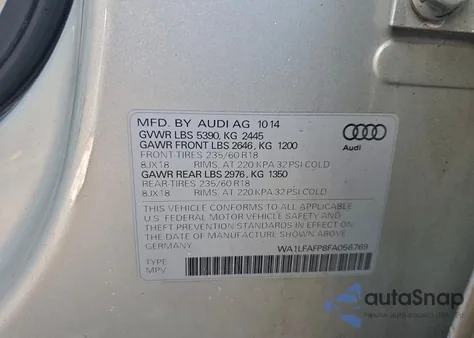 MFD. BY AUDI AG 10 14
GVWR LBS 5390, KG 2445
GAWR FRONT LBS 2646, KG 1200
FRONT-TIRES 235/60 R18
8JX18 RIMS, AT 220 KPA 32 PSI COLD
GAWR REAR LBS 2976, KG 1350
REAR-TIRES 235/60 R18
8JX18 RIMS, AT 220 KPA 32 PSI COLD
Audi
THIS VEHICLE CONFORMS TO ALL APPLICABLE
U.S. FEDERAL MOTOR VEHICLE SAFETY AND
THEFT PREVENTION STANDARDS IN EFFECT ON
THE DATE OF MANUFACTURE SHOWN ABOVE.
GERMANY WA1LFAFP8FA056769
TYPE
MPV
autoSnap